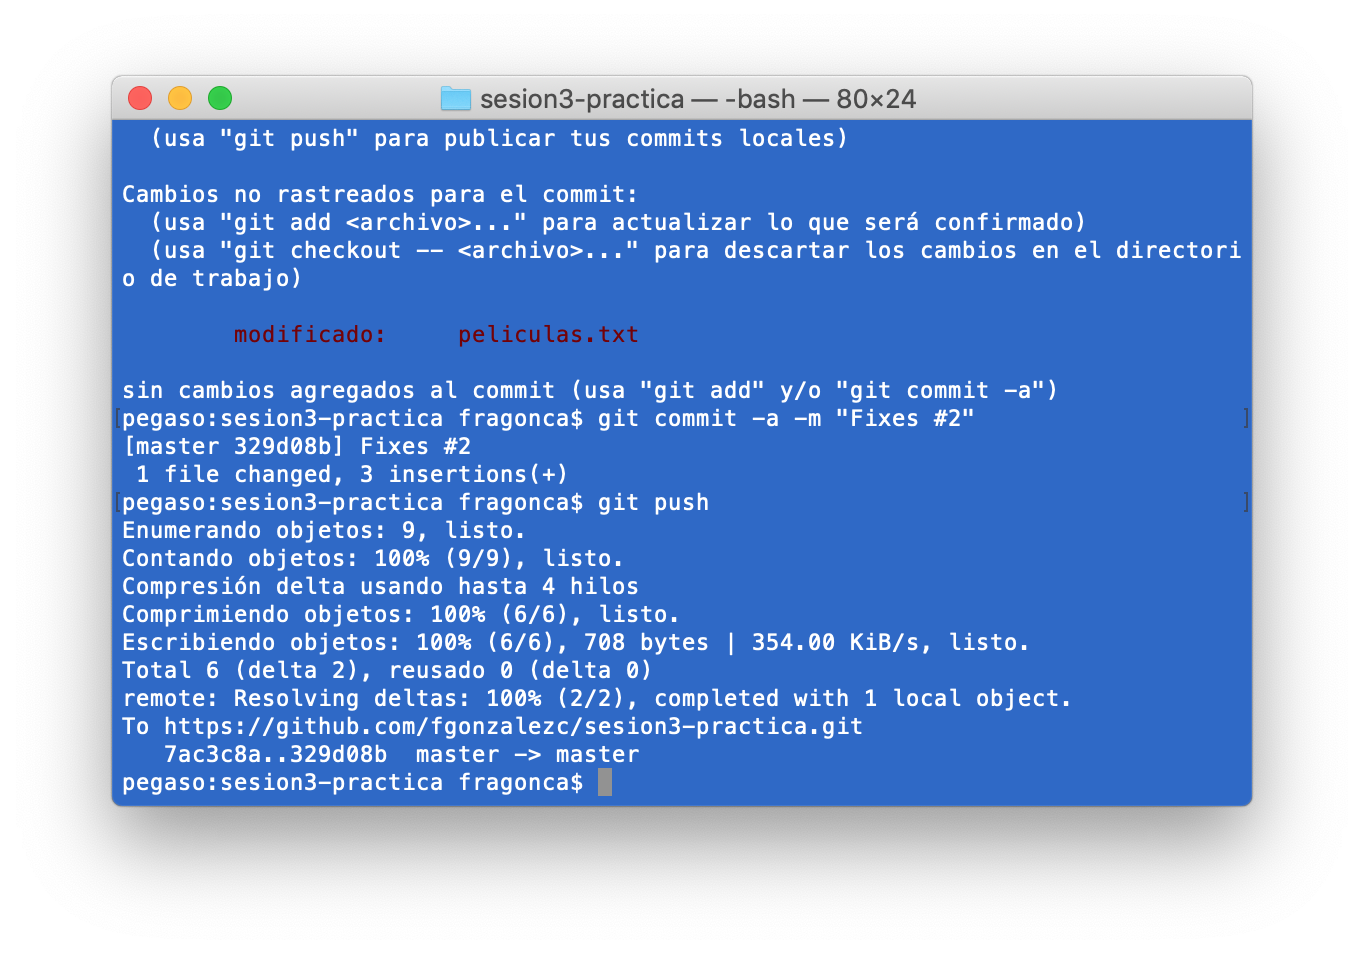 sesion3-practica — -bash — 80×24
(usa "git push" para publicar tus commits locales)
Cambios no rastreados para el commit:
(usa "git add <archivo>..." para actualizar lo que será confirmado)
(usa "git checkout -- <archivo>..." para descartar los cambios en el directori
o de trabajo)
modificado:     peliculas.txt
sin cambios agregados al commit (usa "git add" y/o "git commit -a")
[pegaso:sesion3-practica fragonca$ git commit -a -m "Fixes #2" ]
[master 329d08b] Fixes #2
1 file changed, 3 insertions(+)
[pegaso:sesion3-practica fragonca$ git push ]
Enumerando objetos: 9, listo.
Contando objetos: 100% (9/9), listo.
Compresión delta usando hasta 4 hilos
Comprimiendo objetos: 100% (6/6), listo.
Escribiendo objetos: 100% (6/6), 708 bytes | 354.00 KiB/s, listo.
Total 6 (delta 2), reusado 0 (delta 0)
remote: Resolving deltas: 100% (2/2), completed with 1 local object.
To https://github.com/fgonzalezc/sesion3-practica.git
7ac3c8a..329d08b  master -> master
pegaso:sesion3-practica fragonca$